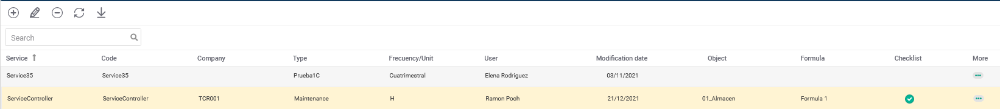 Search
Service Code Company Type Frecuency/Unit User Modification date Object Formula Checklist More
Service35 Service35 Prueba1C Cuatrimestral Elena Rodriguez 03/11/2021
ServiceController ServiceController TCR001 Maintenance H Ramon Poch 21/12/2021 01_Almacen Formula 1